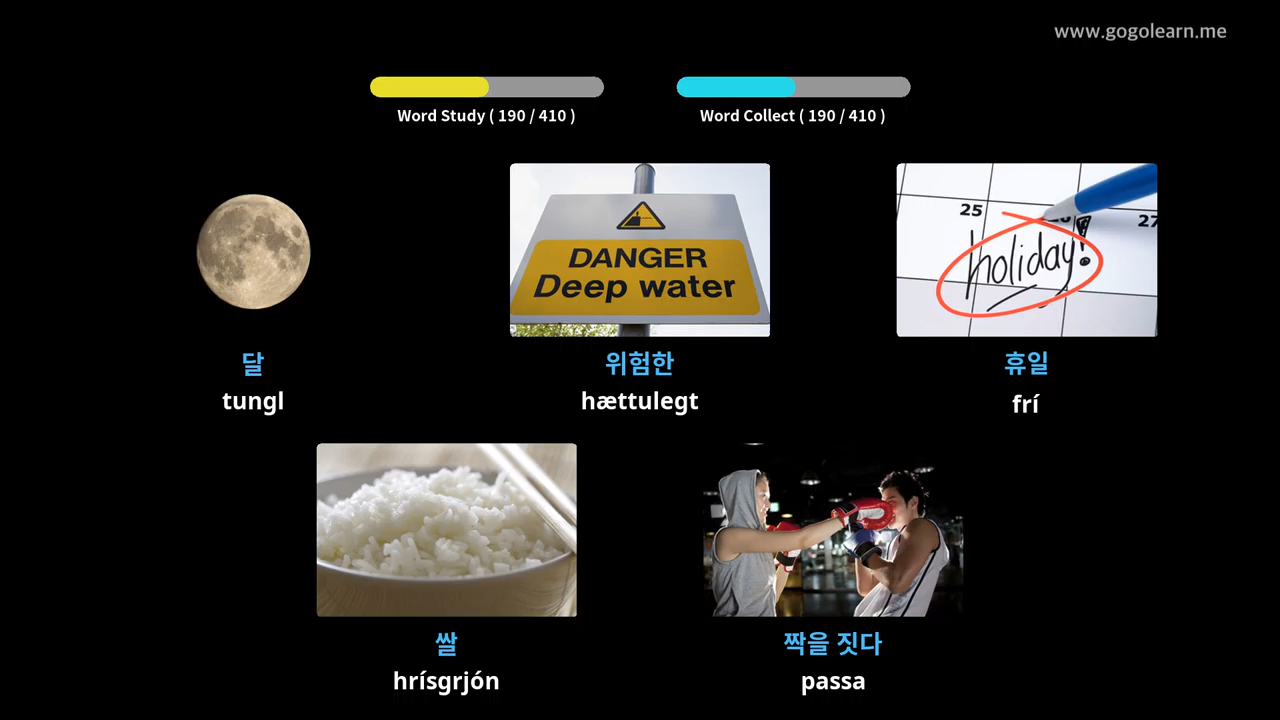 www.gogolearn.me
Word Study ( 190 / 410 )
Word Collect ( 190 / 410 )
DANGER
Deep water
25
27
holiday!
달
위험한
휴일
tungl
hættulegt
frí
쌀
짝을 짓다
hrísgrjón
passa